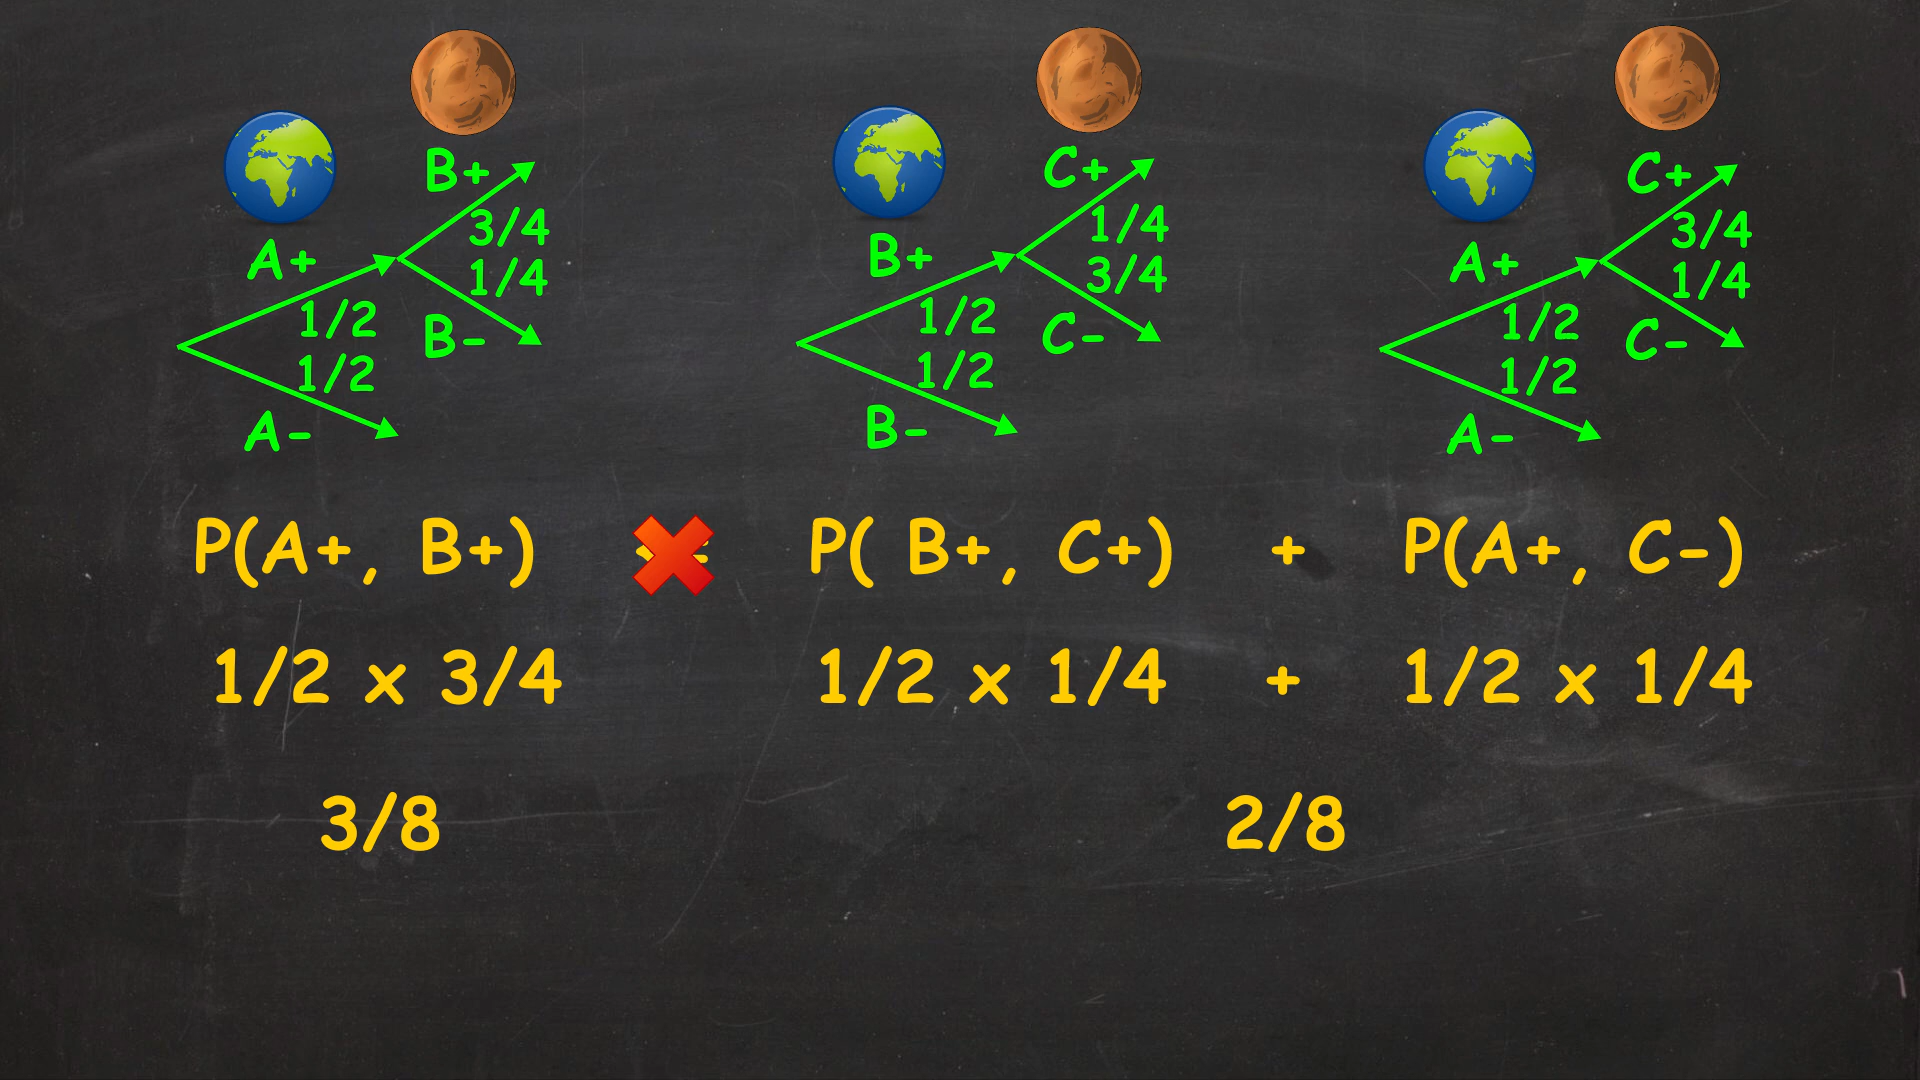 B+ C+ C+
3/4 1/4 3/4
A+ B+ A+
1/4 3/4 1/4
1/2 1/2 1/2
B- C- C-
1/2 1/2 1/2
A- B- A-
P(A+, B+) P( B+, C+) + P(A+, C-)
1/2 x 3/4 1/2 x 1/4 + 1/2 x 1/4
3/8 2/8